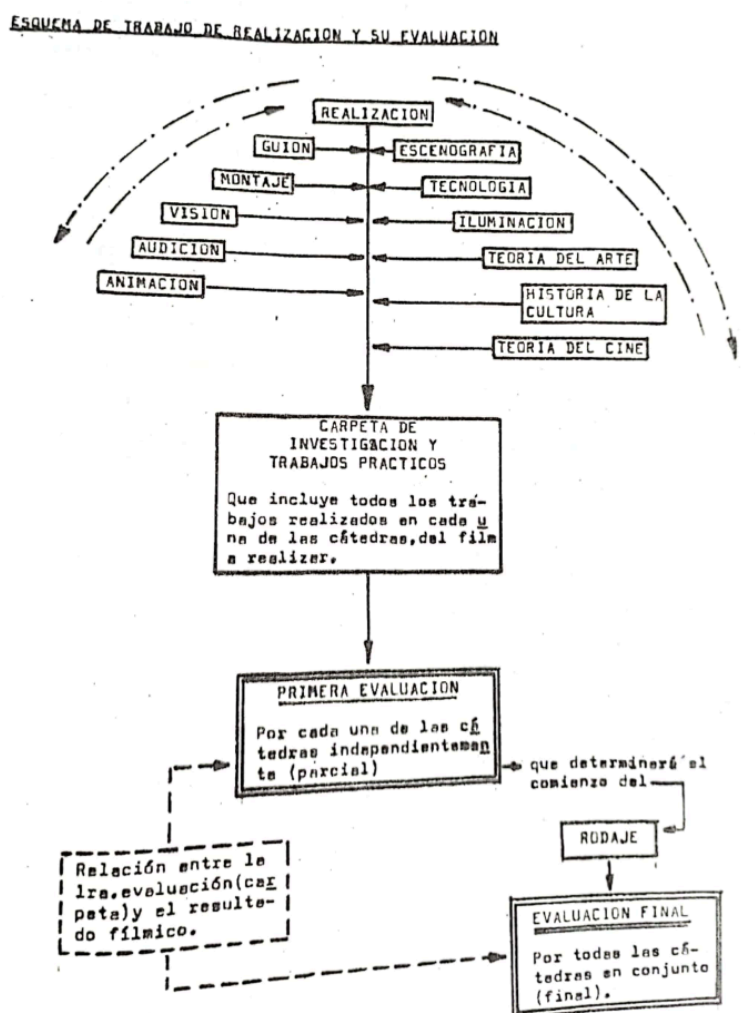 ESQUEMA DE TRABAJO DE REALIZACION Y SU EVALUACION
REALIZACION
GUION
ESCENOGRAFIA
MONTAJE
TECNOLOGIA
VISION
ILUMINACION
AUDICION
TEORIA DEL ARTE
ANIMACION
HISTORIA DE LA
CULTURA
TEORIA DEL CINE
CARPETA DE
INVESTIGACION Y
TRABAJOS PRACTICOS
Que incluye todos los tra-
bajos realizados en cada u
na de las cátedras,del film
a realizar.
PRIMERA EVALUACION
Por cada una de las cá
tedras independientemen
te (parcial)
que determinará el
comienzo del
RODAJE
Relación entre la
1ra.evaluación(car
peta)y el resulta-
do fílmico.
EVALUACION FINAL
Por todas las cá-
tedras en conjunto
(final).